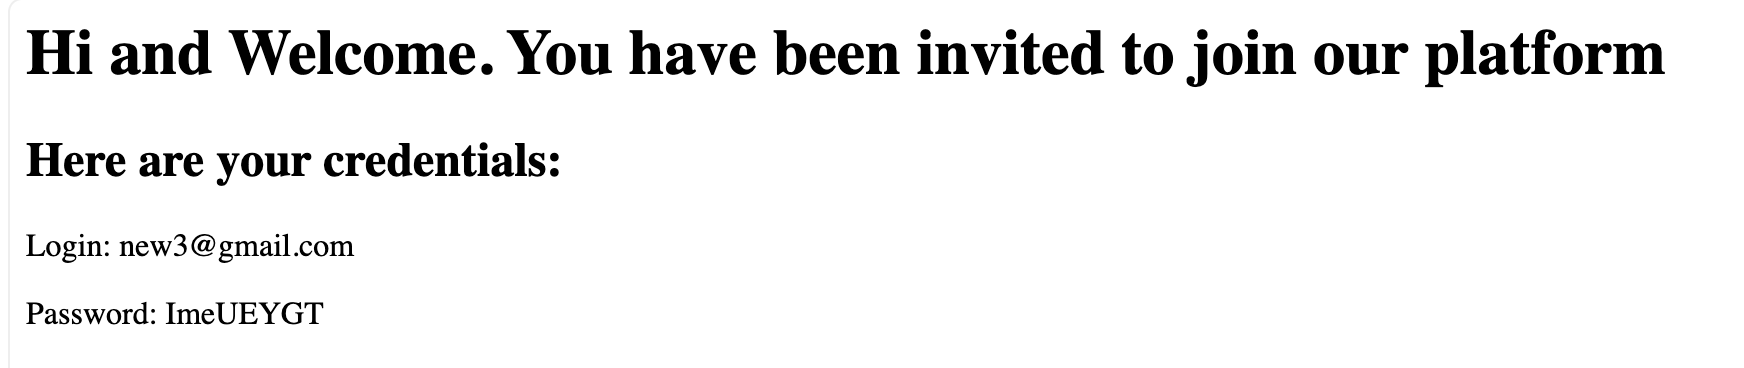 Hi and Welcome. You have been invited to join our platform
Here are your credentials:
Login: new3@gmail.com
Password: ImeUEYGT